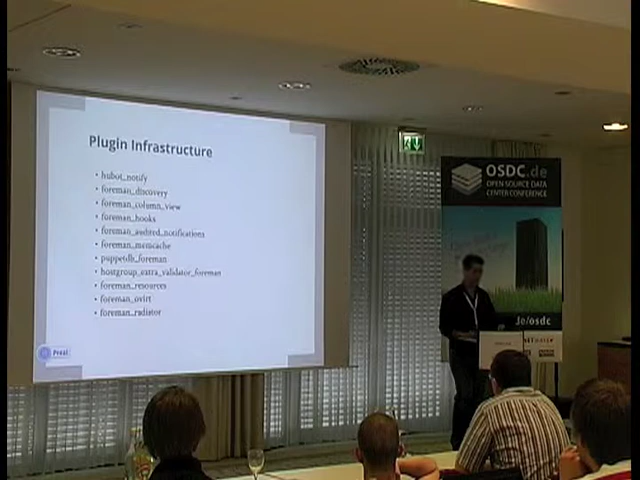 Plugin Infrastructure
• hubot_notify
• foreman_discovery
• foreman_column_view
• foreman_hooks
• foreman_audited_notifications
• foreman_memcache
• puppetdb_foreman
• hostgroup_extra_validator_foreman
• foreman_resources
• foreman_ovirt
• foreman_radiator
Prezi
OSDC.de
OPEN SOURCE DATA
CENTER CONFERENCE
.de/osdc